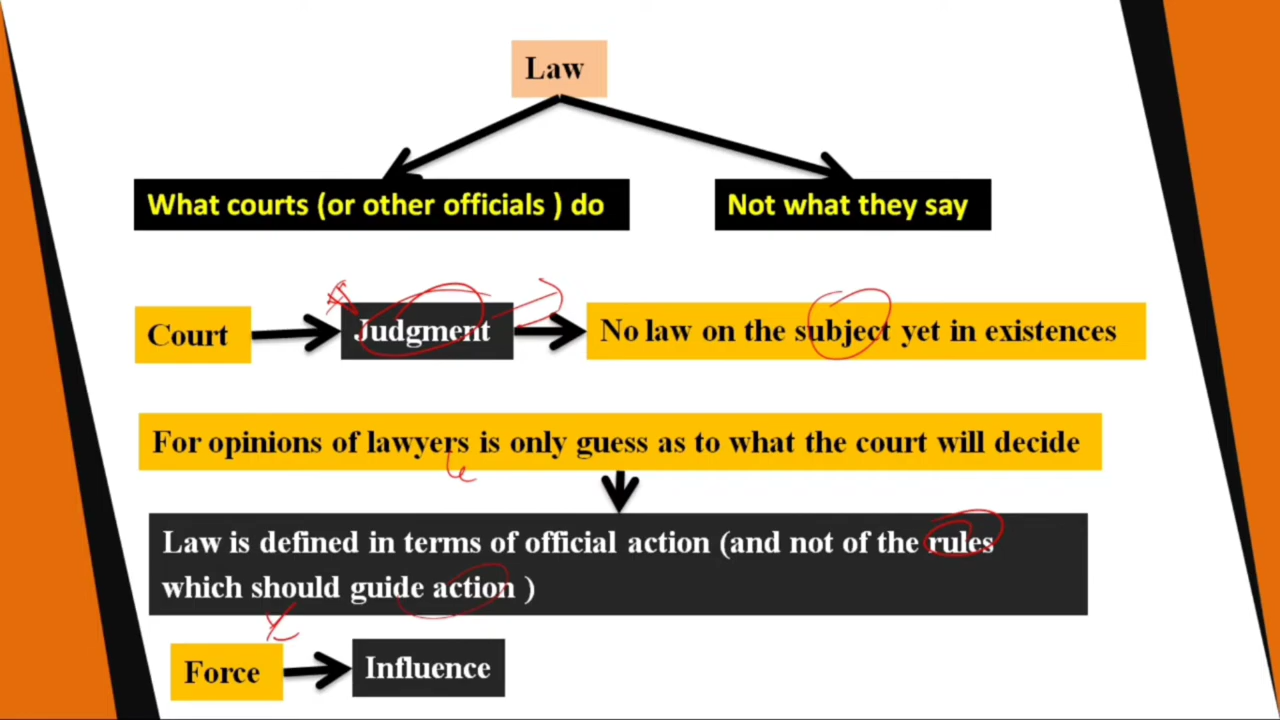 Law
What courts (or other officials ) do
Not what they say
Court
Judgment
No law on the subject yet in existences
For opinions of lawyers is only guess as to what the court will decide
Law is defined in terms of official action (and not of the rules
which should guide action )
Force
Influence